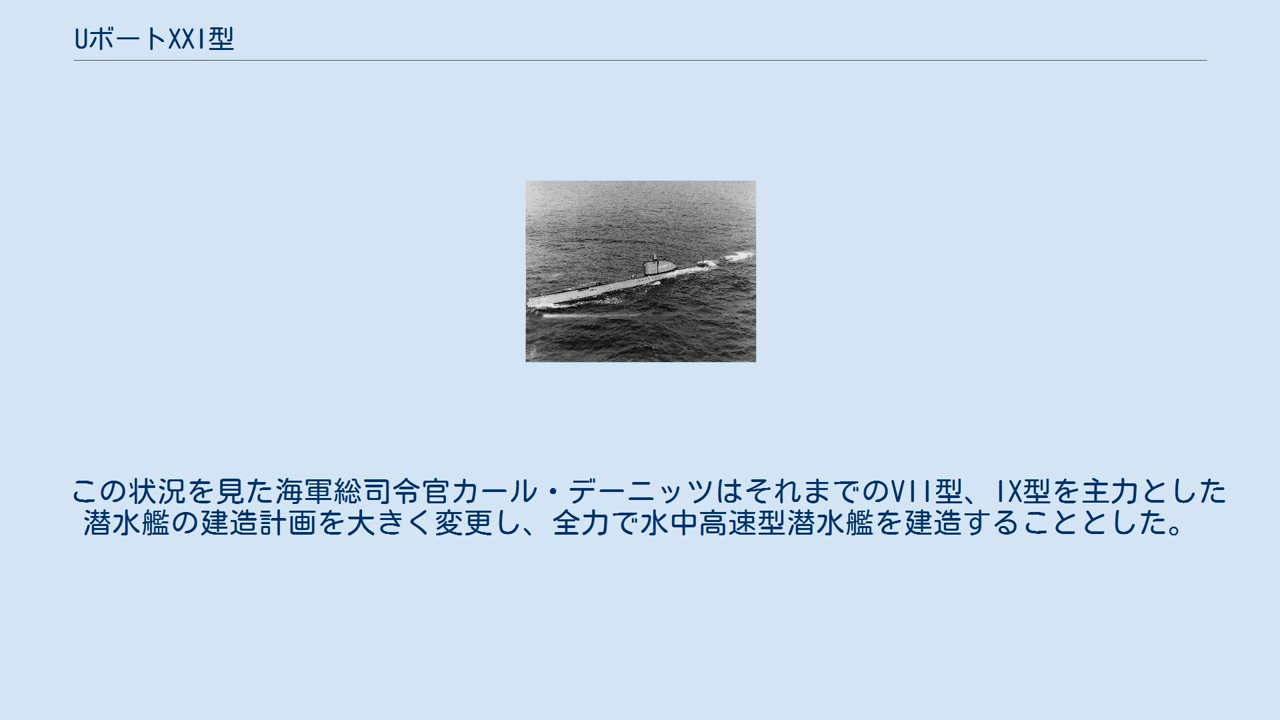 UボートXXI型
この状況を見た海軍総司令官カール・デーニッツはそれまでのVII型、IX型を主力とした
潜水艦の建造計画を大きく変更し、全力で水中高速型潜水艦を建造することとした。